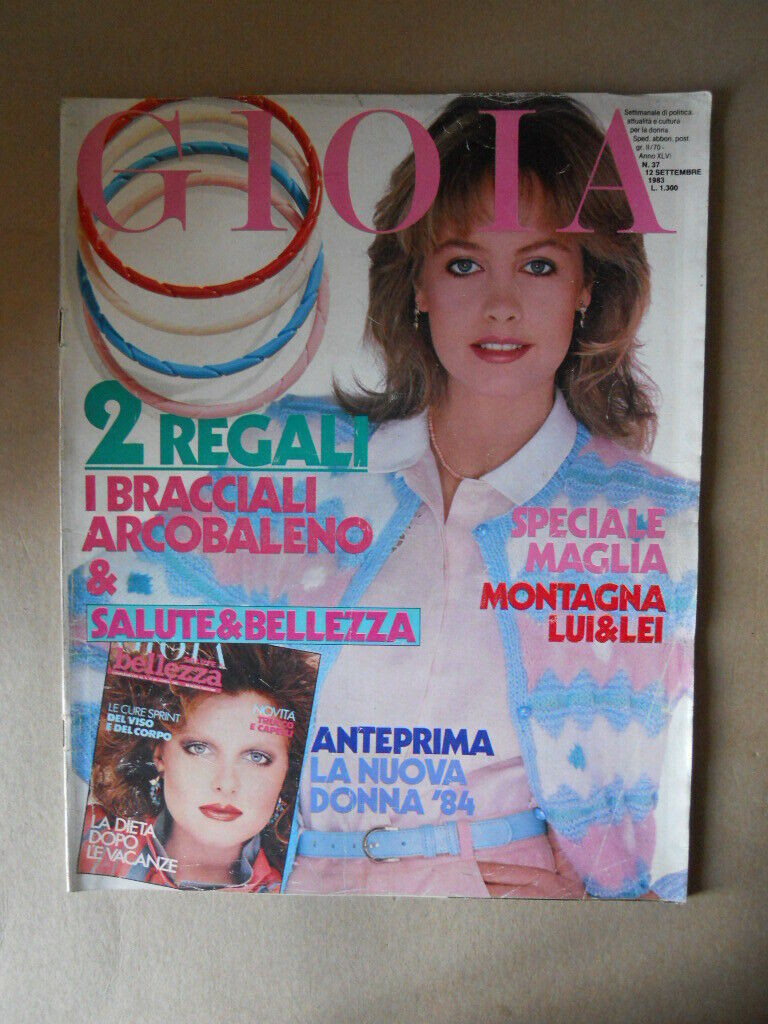 GIOIA
Settimanale di politica,
attualità e cultura
per la donna
Sped. abbon. post.
gr. II/70 -
Anno XLVI
N. 37
12 SETTEMBRE
1983
L. 1.300
2 REGALI
I BRACCIALI
ARCOBALENO
&
SALUTE&BELLEZZA
SPECIALE
MAGLIA
MONTAGNA
LUI&LEI
GIOIA
bellezza
LE CURE SPRINT
DEL VISO
E DEL CORPO
NOVITA
TRUCCO
E CAPELLI
LA DIETA
DOPO
LE VACANZE
ANTEPRIMA
LA NUOVA
DONNA '84